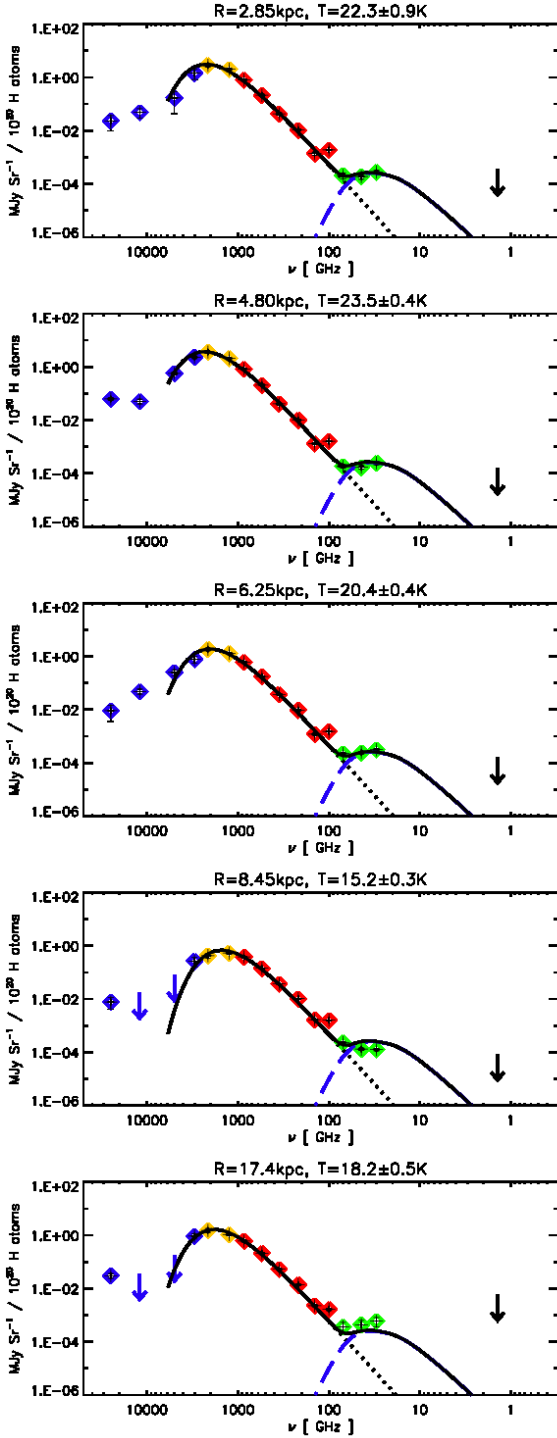 R=2.85kpc, T=22.3±0.9K
MJy Sr⁻¹ / 10²⁰ H atoms
1.E+02
1.E+00
1.E-02
1.E-04
1.E-06
10000 1000 100 10 1
ν [ GHz ]
R=4.80kpc, T=23.5±0.4K
MJy Sr⁻¹ / 10²⁰ H atoms
1.E+02
1.E+00
1.E-02
1.E-04
1.E-06
10000 1000 100 10 1
ν [ GHz ]
R=6.25kpc, T=20.4±0.4K
MJy Sr⁻¹ / 10²⁰ H atoms
1.E+02
1.E+00
1.E-02
1.E-04
1.E-06
10000 1000 100 10 1
ν [ GHz ]
R=8.45kpc, T=15.2±0.3K
MJy Sr⁻¹ / 10²⁰ H atoms
1.E+02
1.E+00
1.E-02
1.E-04
1.E-06
10000 1000 100 10 1
ν [ GHz ]
R=17.4kpc, T=18.2±0.5K
MJy Sr⁻¹ / 10²⁰ H atoms
1.E+02
1.E+00
1.E-02
1.E-04
1.E-06
10000 1000 100 10 1
ν [ GHz ]